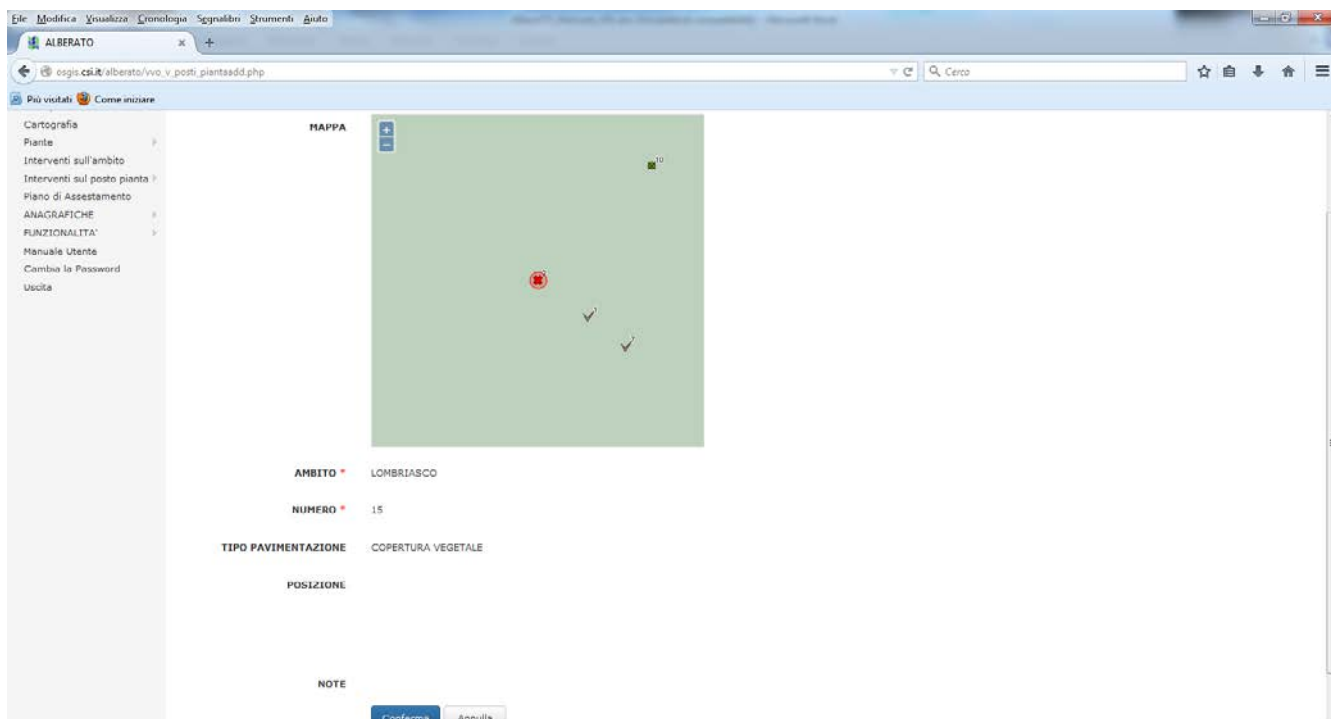 File Modifica Visualizza Cronologia Segnalibri Strumenti Aiuto
ALBERATO x +
osgis.csi.it/alberato/vvo_v_posti_piantaadd.php
Cerco
Più visitati Come iniziare
Cartografia
Piante
Interventi sull'ambito
Interventi sul posto pianta
Piano di Assestamento
ANAGRAFICHE
FUNZIONALITA'
Manuale Utente
Cambia la Password
Uscita
MAPPA
+
-
10
AMBITO * LOMBRIASCO
NUMERO * 15
TIPO PAVIMENTAZIONE COPERTURA VEGETALE
POSIZIONE
NOTE
Conferma Annulla